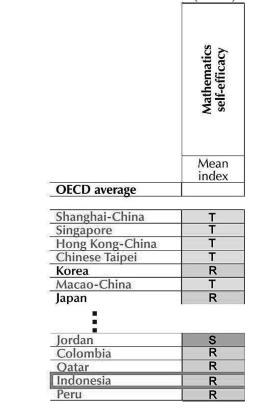 Mathematics
self-efficacy
Mean
index
OECD average
Shanghai-China T
Singapore T
Hong Kong-China T
Chinese Taipei T
Korea R
Macao-China T
Japan R
Jordan S
Colombia R
Qatar R
Indonesia R
Peru R